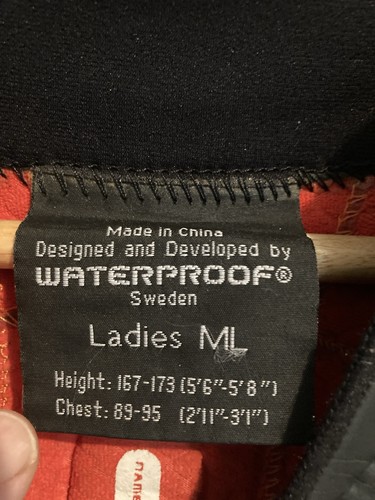 Made in China
Designed and Developed by
WATERPROOF®
Sweden
Ladies ML
Height: 167-173 (5'6"-5'8")
Chest: 89-95 (2'11"-3'1")
name